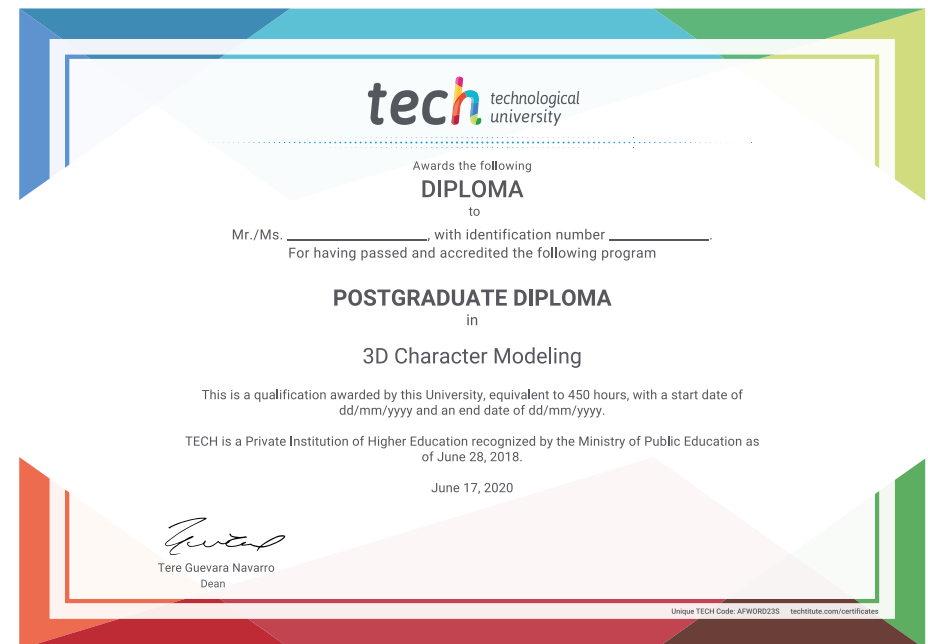 tech technological
university
Awards the following
DIPLOMA
to
Mr./Ms. ____________________, with identification number ______________.
For having passed and accredited the following program
POSTGRADUATE DIPLOMA
in
3D Character Modeling
This is a qualification awarded by this University, equivalent to 450 hours, with a start date of
dd/mm/yyyy and an end date of dd/mm/yyyy.
TECH is a Private Institution of Higher Education recognized by the Ministry of Public Education as
of June 28, 2018.
June 17, 2020
Tere Guevara Navarro
Dean
Unique TECH Code: AFWORD23S techtitute.com/certificates